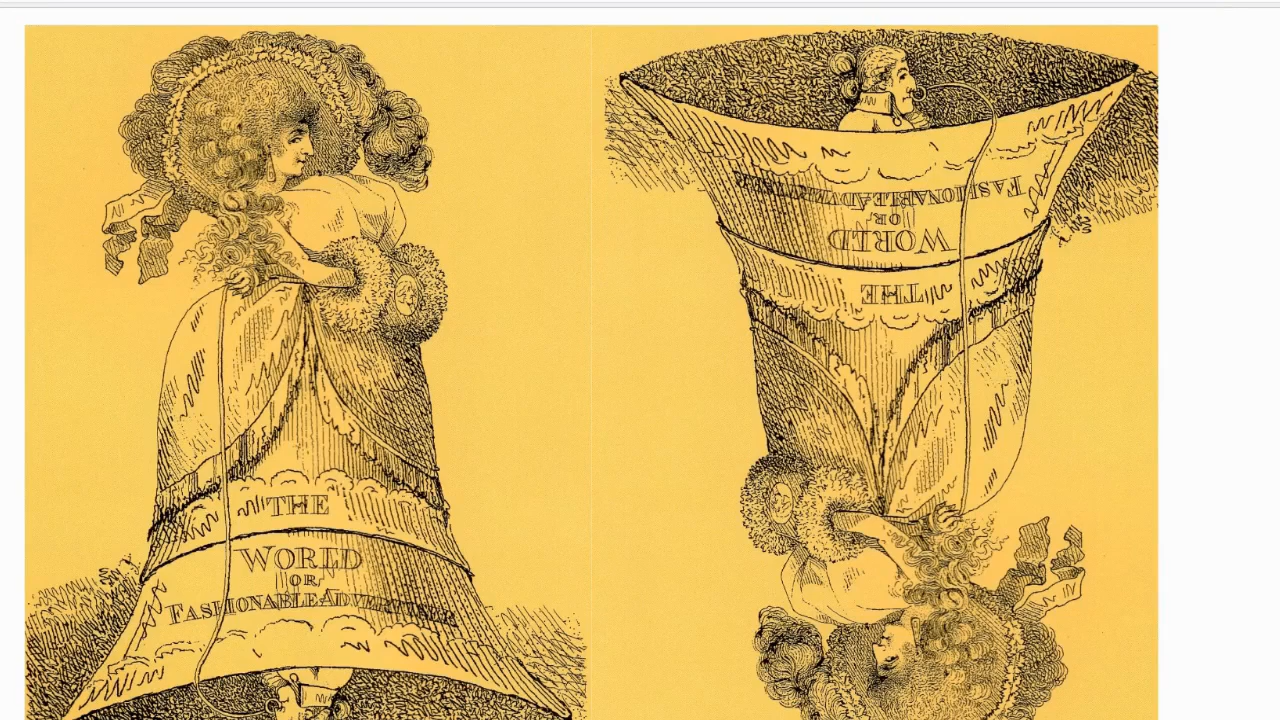 THE
WORLD
OR
FASHIONABLE ADVERTISER
FASHIONABLE ADVERTISER
OR
WORLD
THE